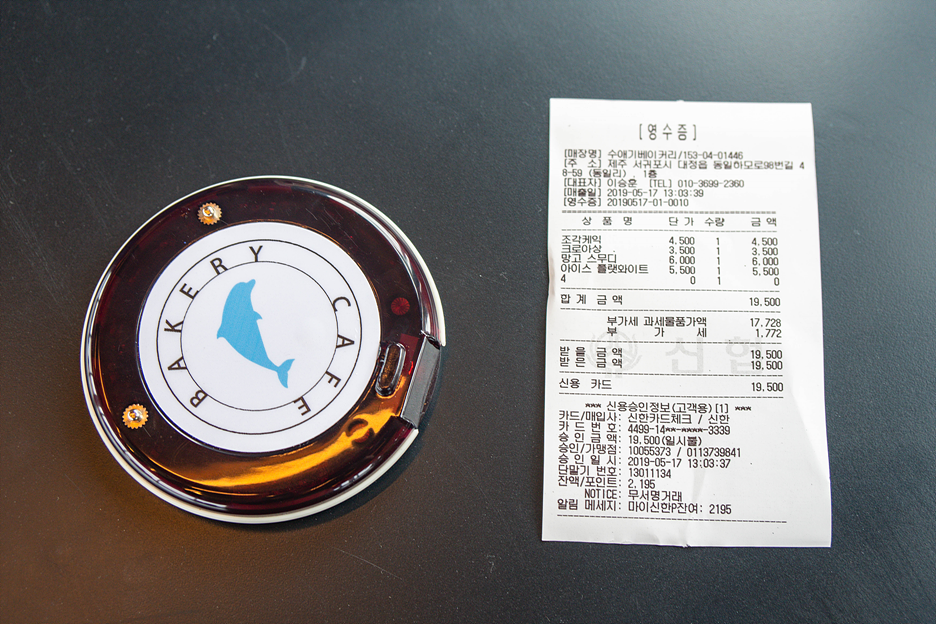 BAKERY CAFE
[영수증]
[매장명] 수애기베이커리/153-04-01446
[주 소] 제주 서귀포시 대정읍 동일하모로98번길 4
8-59 (동일리) . 1층
[대표자] 이승훈 [TEL] 010-3699-2360
[매출일] 2019-05-17 13:03:39
[영수증] 20190517-01-0010
상 품 명 단 가 수량 금 액
조각케익 4.500 1 4.500
크로아상 3.500 1 3.500
망고 스무디 6.000 1 6.000
아이스 플랫와이트 5.500 1 5.500
4 0 1 0
합 계 금 액 19.500
부가세 과세물품가액 17.728
부 가 세 1.772
받 을 금 액 19.500
받 은 금 액 19.500
신용 카드 19.500
*** 신용승인정보(고객용)[1] ***
카드/매입사: 신한카드체크 / 신한
카 드 번 호: 4499-14**-****-3339
승 인 금 액: 19.500(일시불)
승인/가맹점: 10055373 / 0113739841
승 인 일 시: 2019-05-17 13:03:37
단말기 번호: 13011134
잔액/포인트: 2,195
NOTICE: 무서명거래
알림 메세지: 마이신한P잔여: 2195